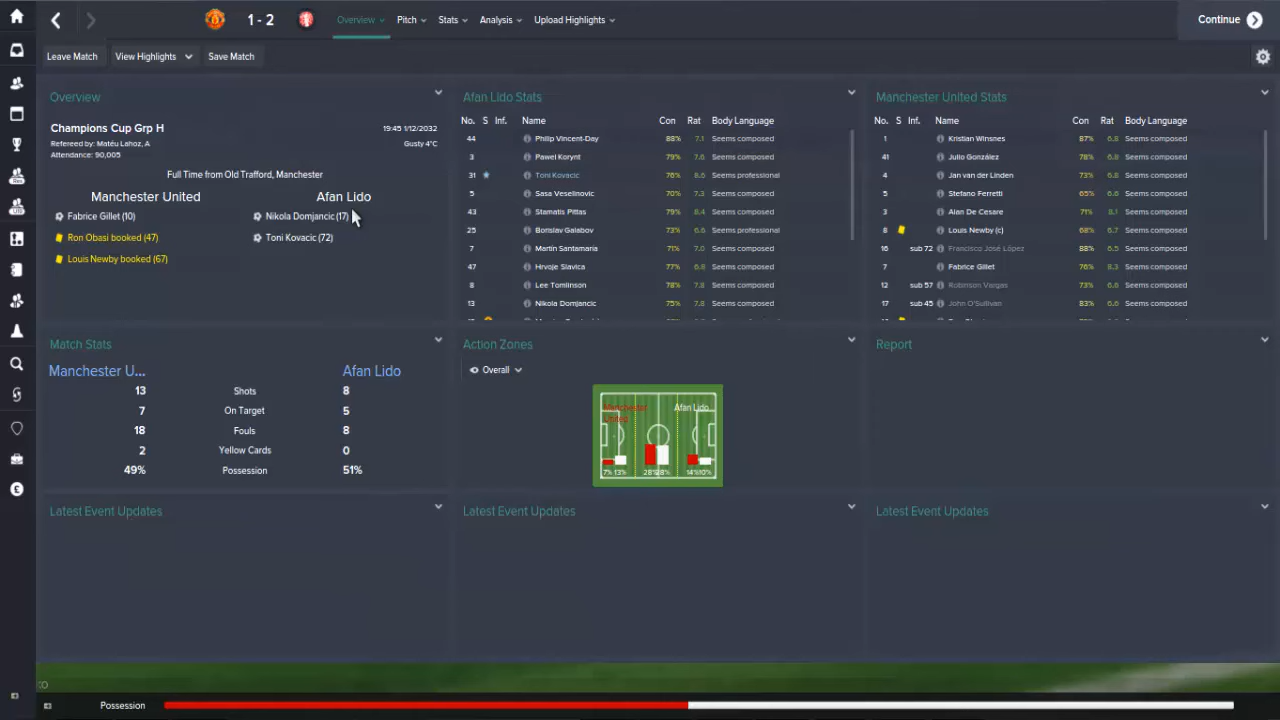 1 - 2
Overview
Pitch
Stats
Analysis
Upload Highlights
Continue
Leave Match
View Highlights
Save Match
Overview
Champions Cup Grp H
19:45 1/12/2032
Refereed by: Matéu Lahoz, A
Gusty 4°C
Attendance: 90,005
Full Time from Old Trafford, Manchester
Manchester United
Afan Lido
Fabrice Gillet (10)
Nikola Domjancic (17)
Ron Obasi booked (47)
Toni Kovacic (72)
Louis Newby booked (67)
Afan Lido Stats
No. S Inf. Name Con Rat Body Language
44 Philip Vincent-Day 88% 7.1 Seems composed
3 Pawel Korynt 79% 7.6 Seems composed
31 Toni Kovacic 76% 8.6 Seems professional
5 Sasa Veselinovic 70% 7.3 Seems composed
43 Stamatis Pittas 79% 8.4 Seems composed
25 Borislav Galabov 73% 6.6 Seems professional
7 Martín Santamaría 71% 7.0 Seems composed
47 Hrvoje Slavica 77% 6.8 Seems composed
8 Lee Tomlinson 78% 7.8 Seems composed
13 Nikola Domjancic 75% 7.8 Seems composed
Manchester United Stats
No. S Inf. Name Con Rat Body Language
1 Kristian Winsnes 87% 6.8 Seems composed
41 Julio González 78% 6.8 Seems composed
4 Jan van der Linden 73% 6.8 Seems composed
5 Stefano Ferretti 65% 6.6 Seems composed
3 Alan De Cesare 71% 8.1 Seems composed
8 Louis Newby (c) 68% 6.7 Seems composed
16 sub 72 Francisco José López 88% 6.5 Seems composed
7 Fabrice Gillet 76% 8.3 Seems composed
12 sub 57 Robinson Vargas 73% 6.6 Seems composed
17 sub 45 John O'Sullivan 83% 6.6 Seems composed
Match Stats
Manchester U... Afan Lido
13 Shots 8
7 On Target 5
18 Fouls 8
2 Yellow Cards 0
49% Possession 51%
Action Zones
Overall
Manchester
United
Afan Lido
7% 13% 28% 28% 14% 10%
Report
Latest Event Updates
Latest Event Updates
Latest Event Updates
Possession